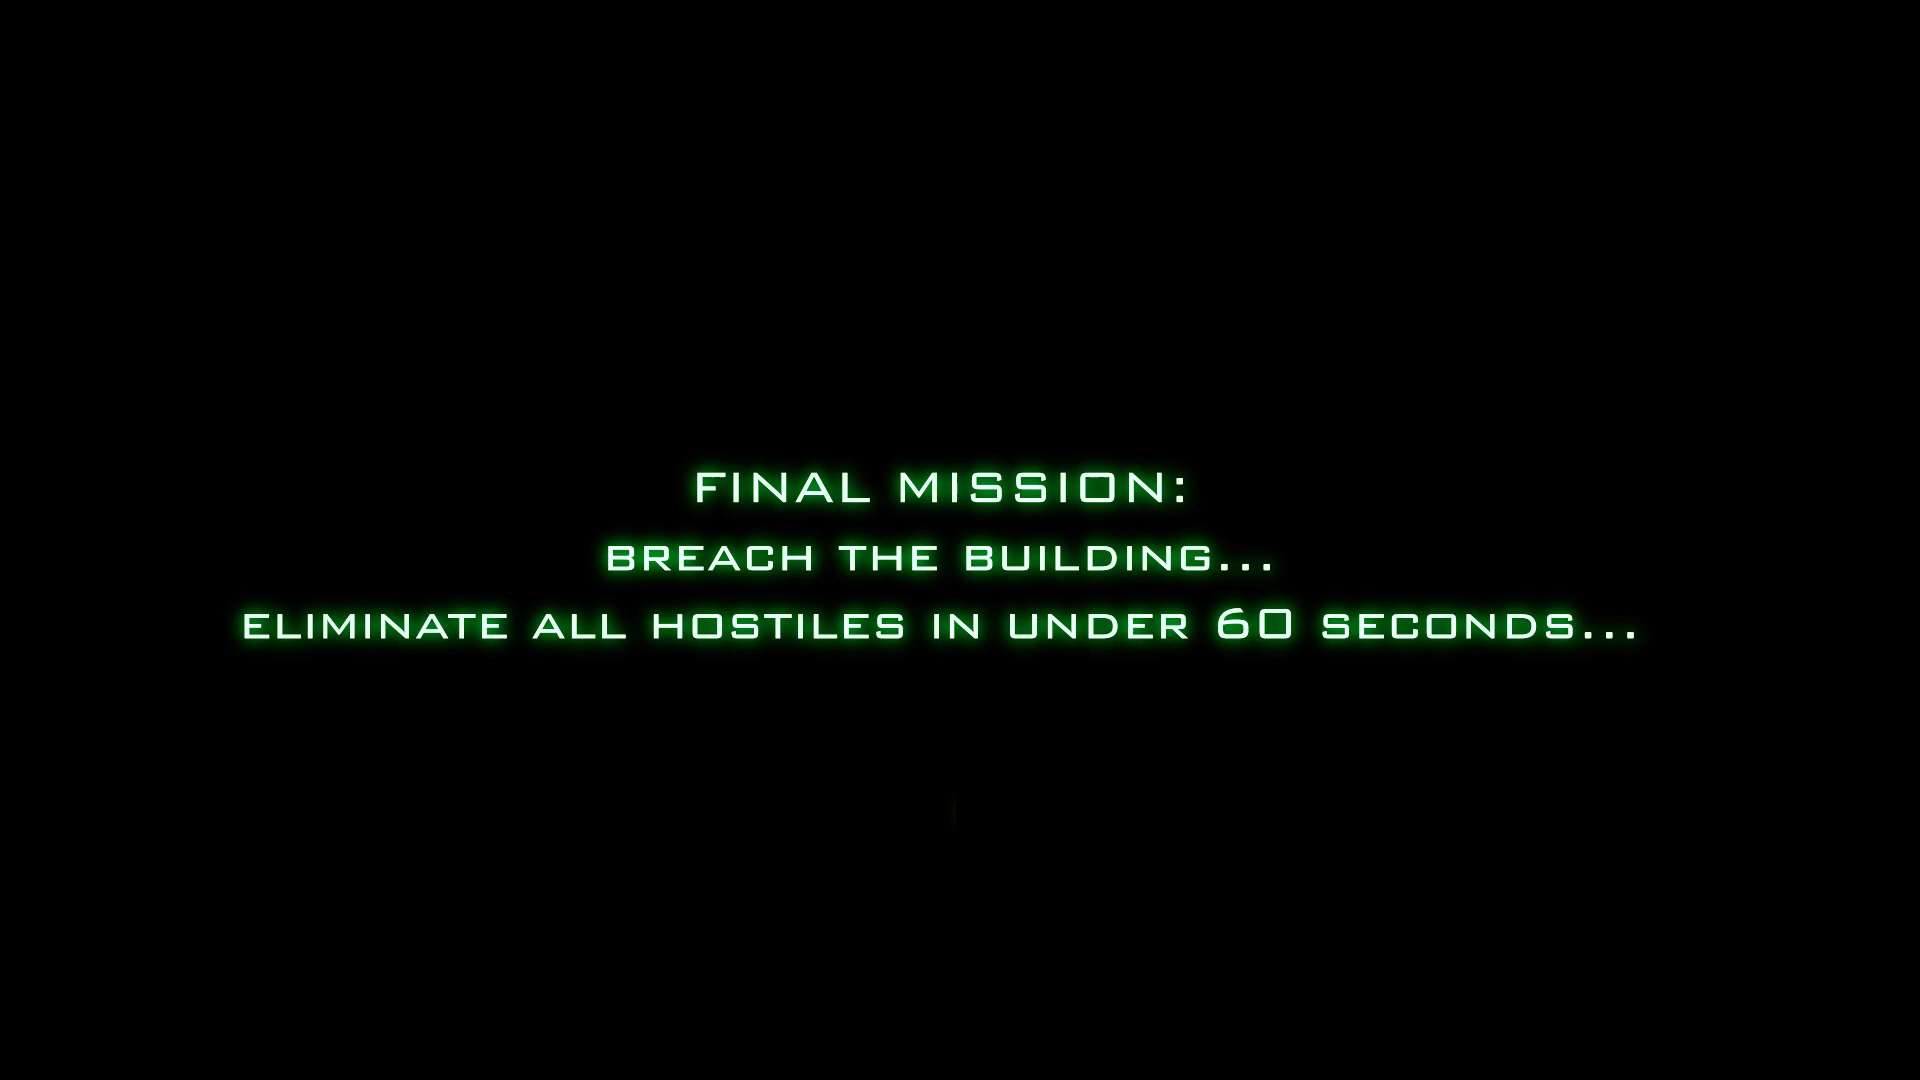 FINAL MISSION:
BREACH THE BUILDING...
ELIMINATE ALL HOSTILES IN UNDER 60 SECONDS...